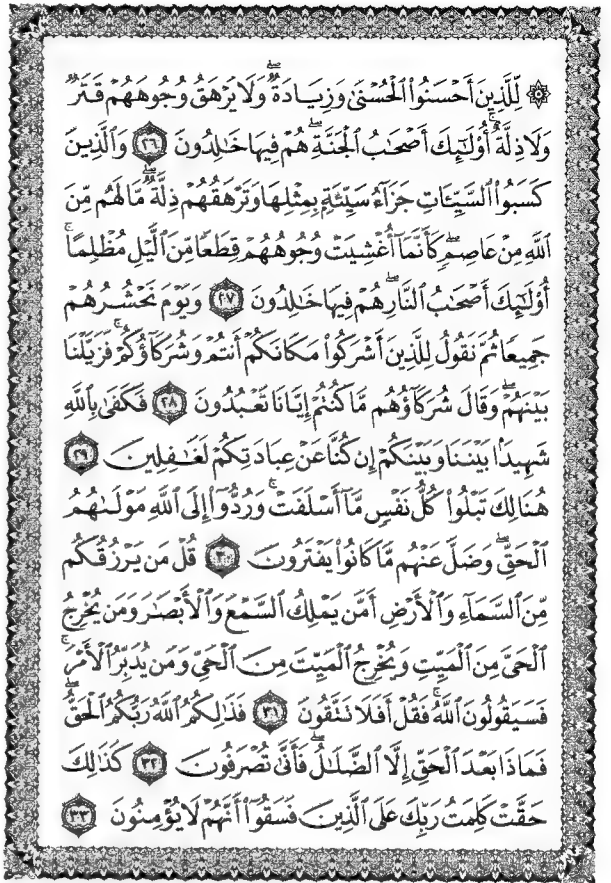 ۞ لِّلَّذِينَ أَحْسَنُوا۟ ٱلْحُسْنَىٰ وَزِيَادَةٌۖ وَلَا يَرْهَقُ وُجُوهَهُمْ قَتَرٌ
وَلَا ذِلَّةٌۚ أُو۟لَٰٓئِكَ أَصْحَٰبُ ٱلْجَنَّةِۖ هُمْ فِيهَا خَٰلِدُونَ ٢٦ وَٱلَّذِينَ
كَسَبُوا۟ ٱلسَّيِّـَٔاتِ جَزَآءُ سَيِّئَةٍۭ بِمِثْلِهَا وَتَرْهَقُهُمْ ذِلَّةٌۖ مَّا لَهُم مِّنَ
ٱللَّهِ مِنْ عَاصِمٍۖ كَأَنَّمَآ أُغْشِيَتْ وُجُوهُهُمْ قِطَعًا مِّنَ ٱلَّيْلِ مُظْلِمًاۚ
أُو۟لَٰٓئِكَ أَصْحَٰبُ ٱلنَّارِۖ هُمْ فِيهَا خَٰلِدُونَ ٢٧ وَيَوْمَ نَحْشُرُهُمْ
جَمِيعًا ثُمَّ نَقُولُ لِلَّذِينَ أَشْرَكُوا۟ مَكَانَكُمْ أَنتُمْ وَشُرَكَآؤُكُمْۚ فَزَيَّلْنَا
بَيْنَهُمْۖ وَقَالَ شُرَكَآؤُهُم مَّا كُنتُمْ إِيَّانَا تَعْبُدُونَ ٢٨ فَكَفَىٰ بِٱللَّهِ
شَهِيدًۢا بَيْنَنَا وَبَيْنَكُمْ إِن كُنَّا عَنْ عِبَادَتِكُمْ لَغَٰفِلِينَ ٢٩
هُنَالِكَ تَبْلُوا۟ كُلُّ نَفْسٍ مَّآ أَسْلَفَتْۚ وَرُدُّوٓا۟ إِلَى ٱللَّهِ مَوْلَىٰهُمُ
ٱلْحَقِّۖ وَضَلَّ عَنْهُم مَّا كَانُوا۟ يَفْتَرُونَ ٣٠ قُلْ مَن يَرْزُقُكُم
مِّنَ ٱلسَّمَآءِ وَٱلْأَرْضِ أَمَّن يَمْلِكُ ٱلسَّمْعَ وَٱلْأَبْصَٰرَ وَمَن يُخْرِجُ
ٱلْحَىَّ مِنَ ٱلْمَيِّتِ وَيُخْرِجُ ٱلْمَيِّتَ مِنَ ٱلْحَىِّ وَمَن يُدَبِّرُ ٱلْأَمْرَۚ
فَسَيَقُولُونَ ٱللَّهُۚ فَقُلْ أَفَلَا تَتَّقُونَ ٣١ فَذَٰلِكُمُ ٱللَّهُ رَبُّكُمُ ٱلْحَقُّۖ
فَمَاذَا بَعْدَ ٱلْحَقِّ إِلَّا ٱلضَّلَٰلُۖ فَأَنَّىٰ تُصْرَفُونَ ٣٢ كَذَٰلِكَ
حَقَّتْ كَلِمَتُ رَبِّكَ عَلَى ٱلَّذِينَ فَسَقُوٓا۟ أَنَّهُمْ لَا يُؤْمِنُونَ ٣٣